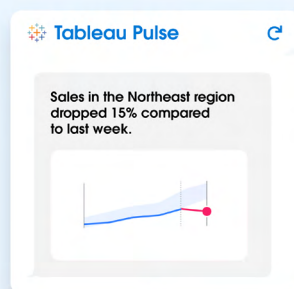 Tableau Pulse
Sales in the Northeast region
dropped 15% compared
to last week.